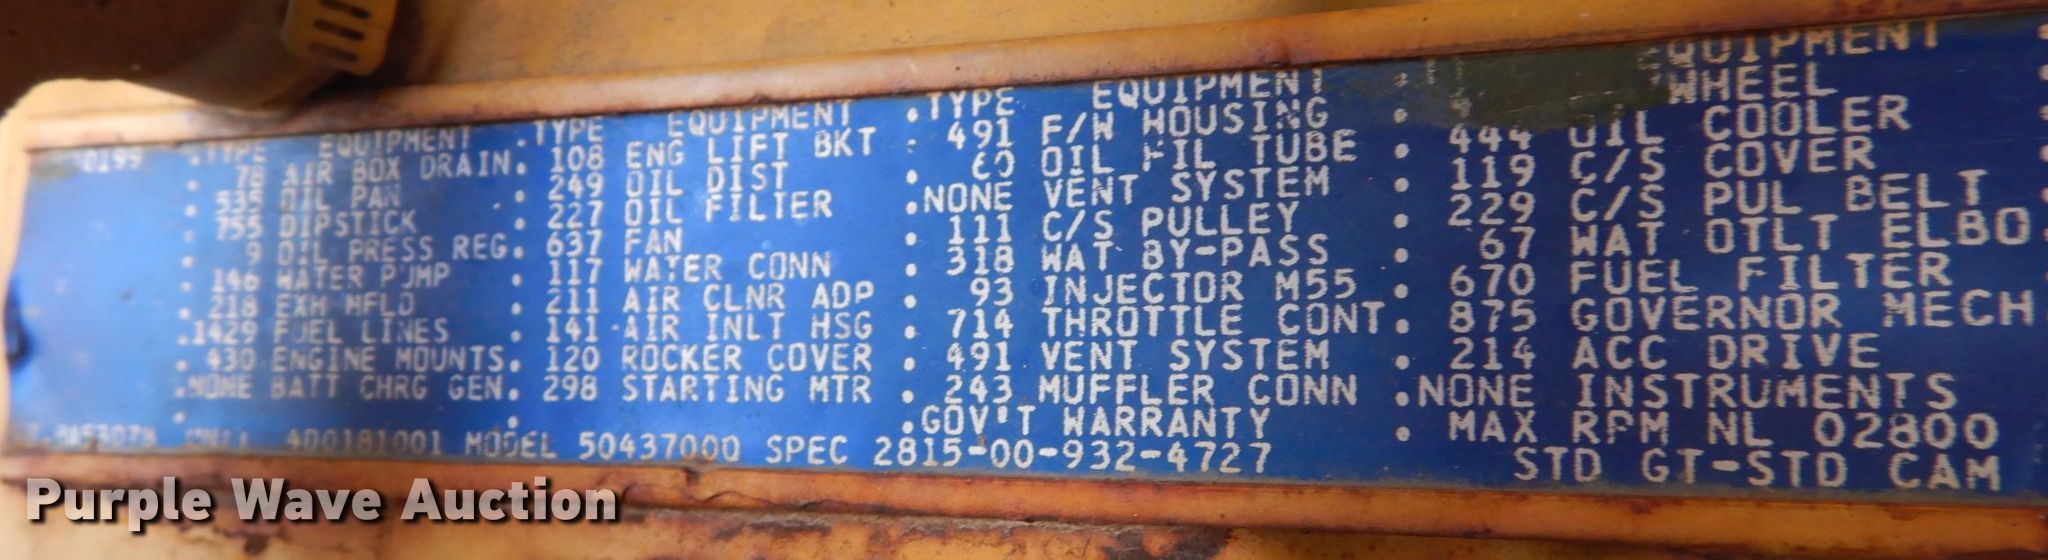 0199 .TYPE EQUIPMENT .TYPE EQUIPMENT .TYPE EQUIPMENT EQUIPMENT
. 78 AIR BOX DRAIN. 108 ENG LIFT BKT . 491 F/W HOUSING WHEEL
. 535 OIL PAN . 249 OIL DIST . 60 OIL FIL TUBE . 444 OIL COOLER
. 755 DIPSTICK . 227 OIL FILTER .NONE VENT SYSTEM . 119 C/S COVER
. 9 OIL PRESS REG. 637 FAN . 111 C/S PULLEY . 229 C/S PUL BELT
. 146 WATER PUMP . 117 WATER CONN . 318 WAT BY-PASS . 67 WAT OTLT ELBO
. 218 EXH MFLD . 211 AIR CLNR ADP . 93 INJECTOR M55 . 670 FUEL FILTER
.1429 FUEL LINES . 141 AIR INLT HSG . 714 THROTTLE CONT. 875 GOVERNOR MECH
. 430 ENGINE MOUNTS. 120 ROCKER COVER . 491 VENT SYSTEM . 214 ACC DRIVE
.NONE BATT CHRG GEN. 298 STARTING MTR . 243 MUFFLER CONN .NONE INSTRUMENTS
. . .GOV'T WARRANTY . MAX RPM NL 02800
4D0181001 MODEL 50437000 SPEC 2815-00-932-4727 STD GT-STD CAM
Purple Wave Auction